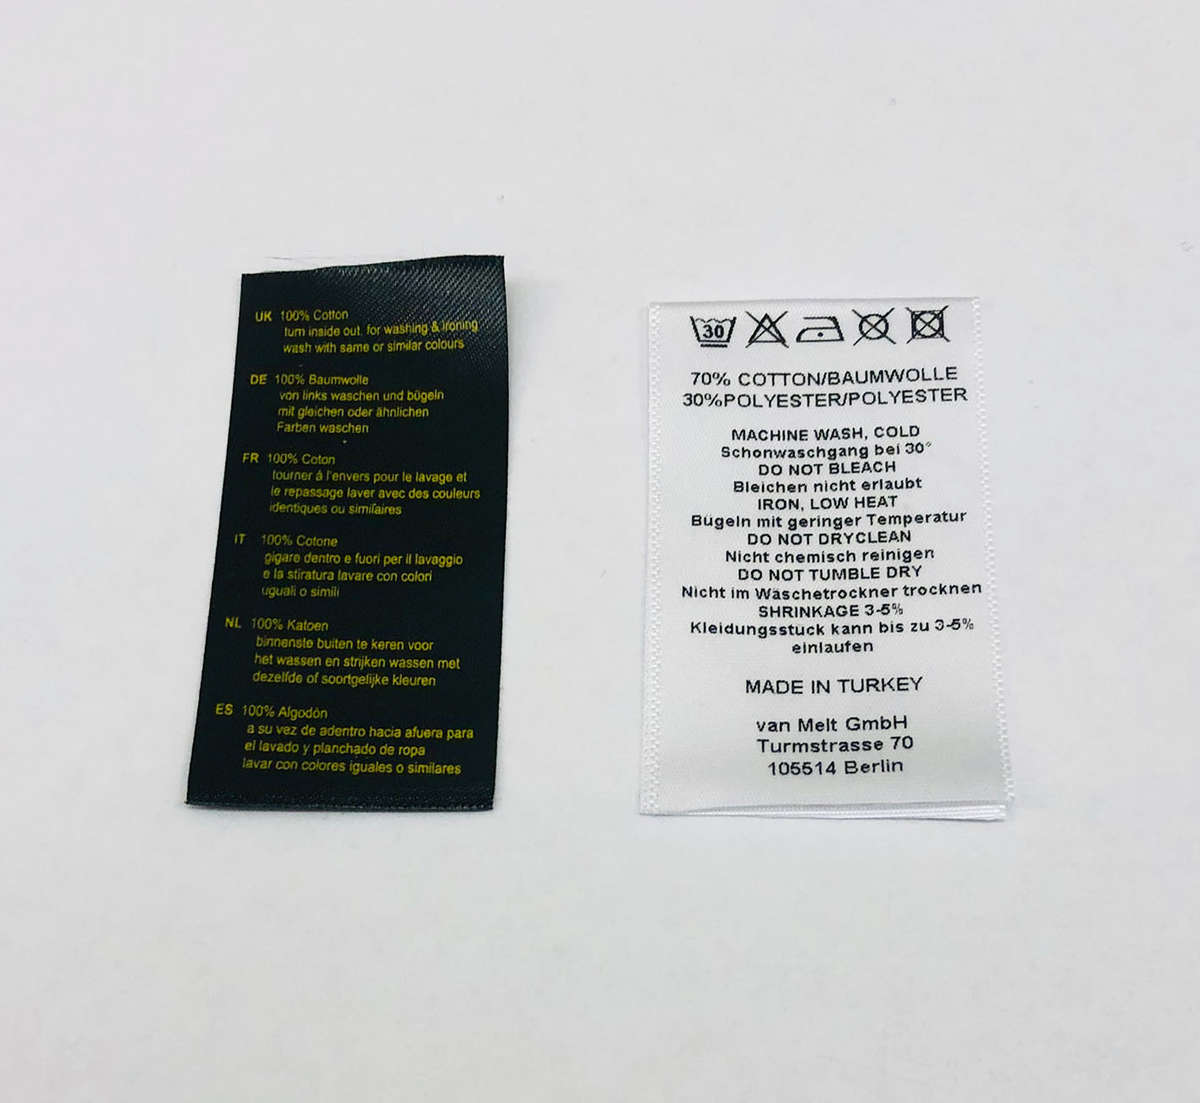 UK 100% Cotton
turn inside out, for washing & ironing
wash with same or similar colours
DE 100% Baumwolle
von links waschen und bügeln
mit gleichen oder ähnlichen
Farben waschen
FR 100% Coton
tourner à l'envers pour le lavage et
le repassage laver avec des couleurs
identiques ou similaires
IT 100% Cotone
gigare dentro e fuori per il lavaggio
e la stiratura lavare con colori
uguali o simili
NL 100% Katoen
binnenste buiten te keren voor
het wassen en strijken wassen met
dezelfde of soortgelijke kleuren
ES 100% Algodón
a su vez de adentro hacia afuera para
el lavado y planchado de ropa
lavar con colores iguales o similares
30
70% COTTON/BAUMWOLLE
30%POLYESTER/POLYESTER
MACHINE WASH, COLD
Schonwaschgang bei 30°
DO NOT BLEACH
Bleichen nicht erlaubt
IRON, LOW HEAT
Bügeln mit geringer Temperatur
DO NOT DRYCLEAN
Nicht chemisch reinigen
DO NOT TUMBLE DRY
Nicht im Wäschetrockner trocknen
SHRINKAGE 3-5%
Kleidungsstück kann bis zu 3-5%
einlaufen
MADE IN TURKEY
van Melt GmbH
Turmstrasse 70
105514 Berlin